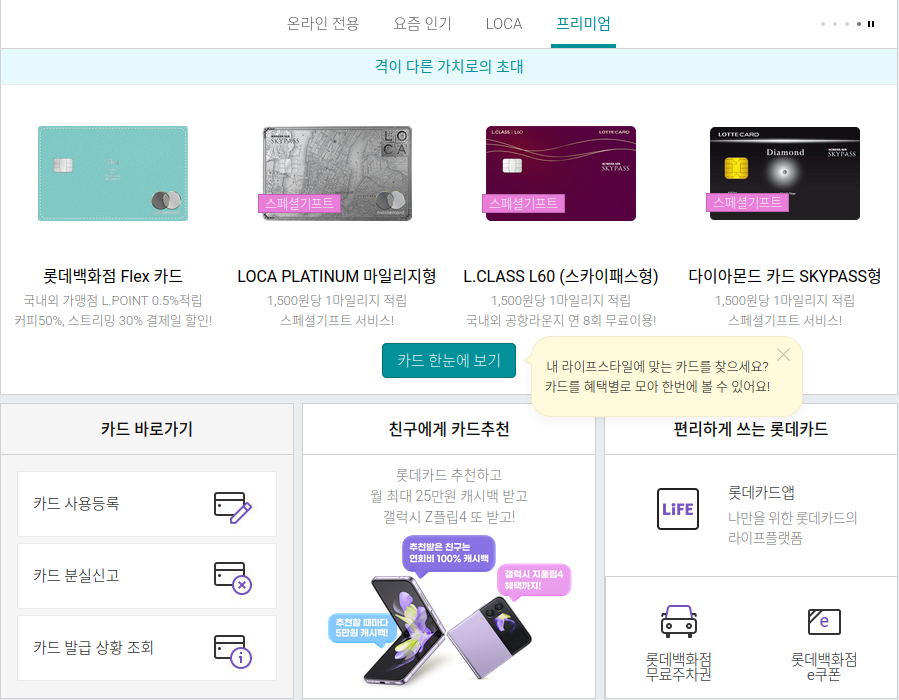 온라인 전용 요즘 인기 LOCA 프리미엄
격이 다른 가치로의 초대
LOCA
SKYPASS
mastercard
L.CLASS | L60 LOTTE CARD
SKYPASS
LOTTE CARD
Diamond
SKYPASS
스페셜기프트 스페셜기프트 스페셜기프트
롯데백화점 Flex 카드
국내외 가맹점 L.POINT 0.5%적립
커피50%, 스트리밍 30% 결제일 할인!
LOCA PLATINUM 마일리지형
1,500원당 1마일리지 적립
스페셜기프트 서비스!
L.CLASS L60 (스카이패스형)
1,500원당 1마일리지 적립
국내외 공항라운지 연 8회 무료이용!
다이아몬드 카드 SKYPASS형
1,500원당 1마일리지 적립
스페셜기프트 서비스!
카드 한눈에 보기
내 라이프스타일에 맞는 카드를 찾으세요?
카드를 혜택별로 모아 한번에 볼 수 있어요!
카드 바로가기
카드 사용등록
카드 분실신고
카드 발급 상황 조회
친구에게 카드추천
롯데카드 추천하고
월 최대 25만원 캐시백 받고
갤럭시 Z플립4 또 받고!
추천받은 친구는
연회비 100% 캐시백
갤럭시 지플립4
혜택까지!
추천할 때마다
5만원 캐시백!
편리하게 쓰는 롯데카드
LiFE
롯데카드앱
나만을 위한 롯데카드의
라이프플랫폼
롯데백화점
무료주차권
e
롯데백화점
e쿠폰